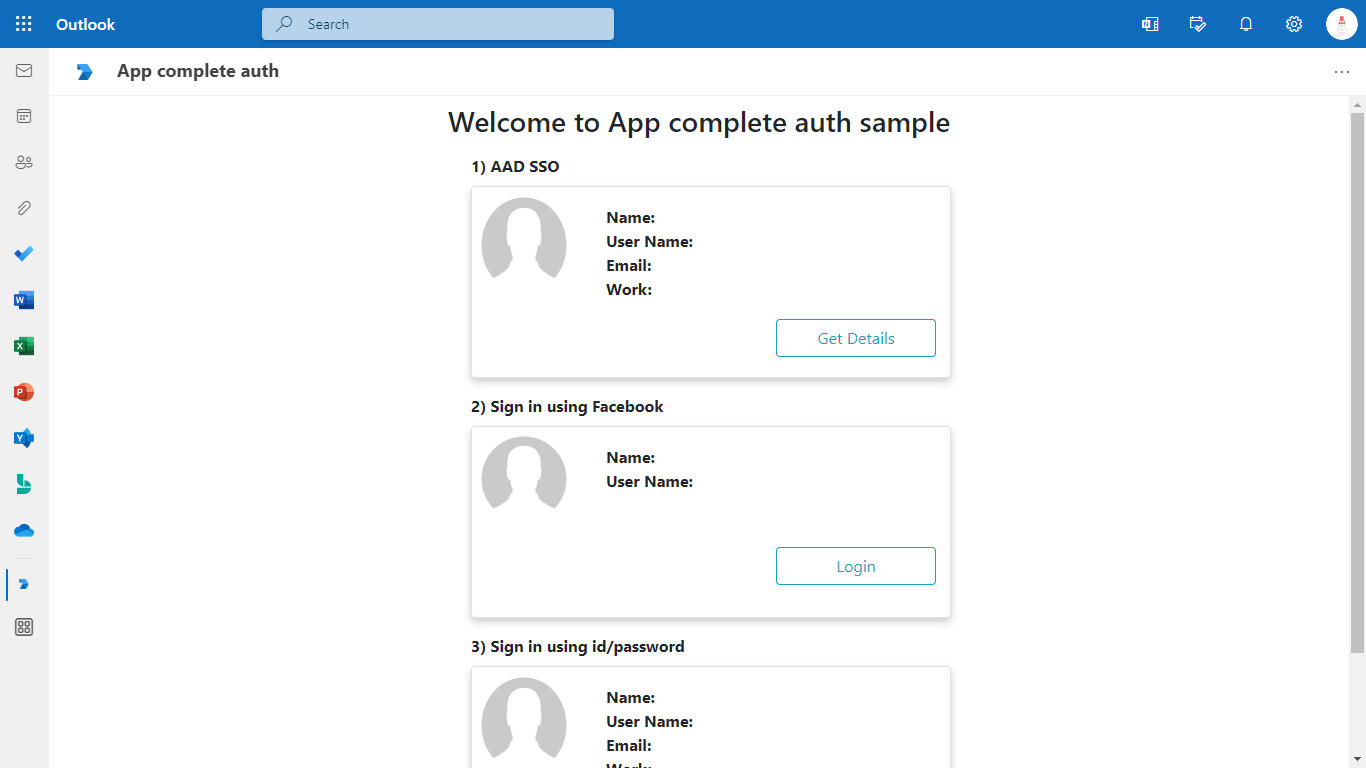 Outlook
Search
App complete auth
Welcome to App complete auth sample
1) AAD SSO
Name:
User Name:
Email:
Work:
Get Details
2) Sign in using Facebook
Name:
User Name:
Login
3) Sign in using id/password
Name:
User Name:
Email:
Work: